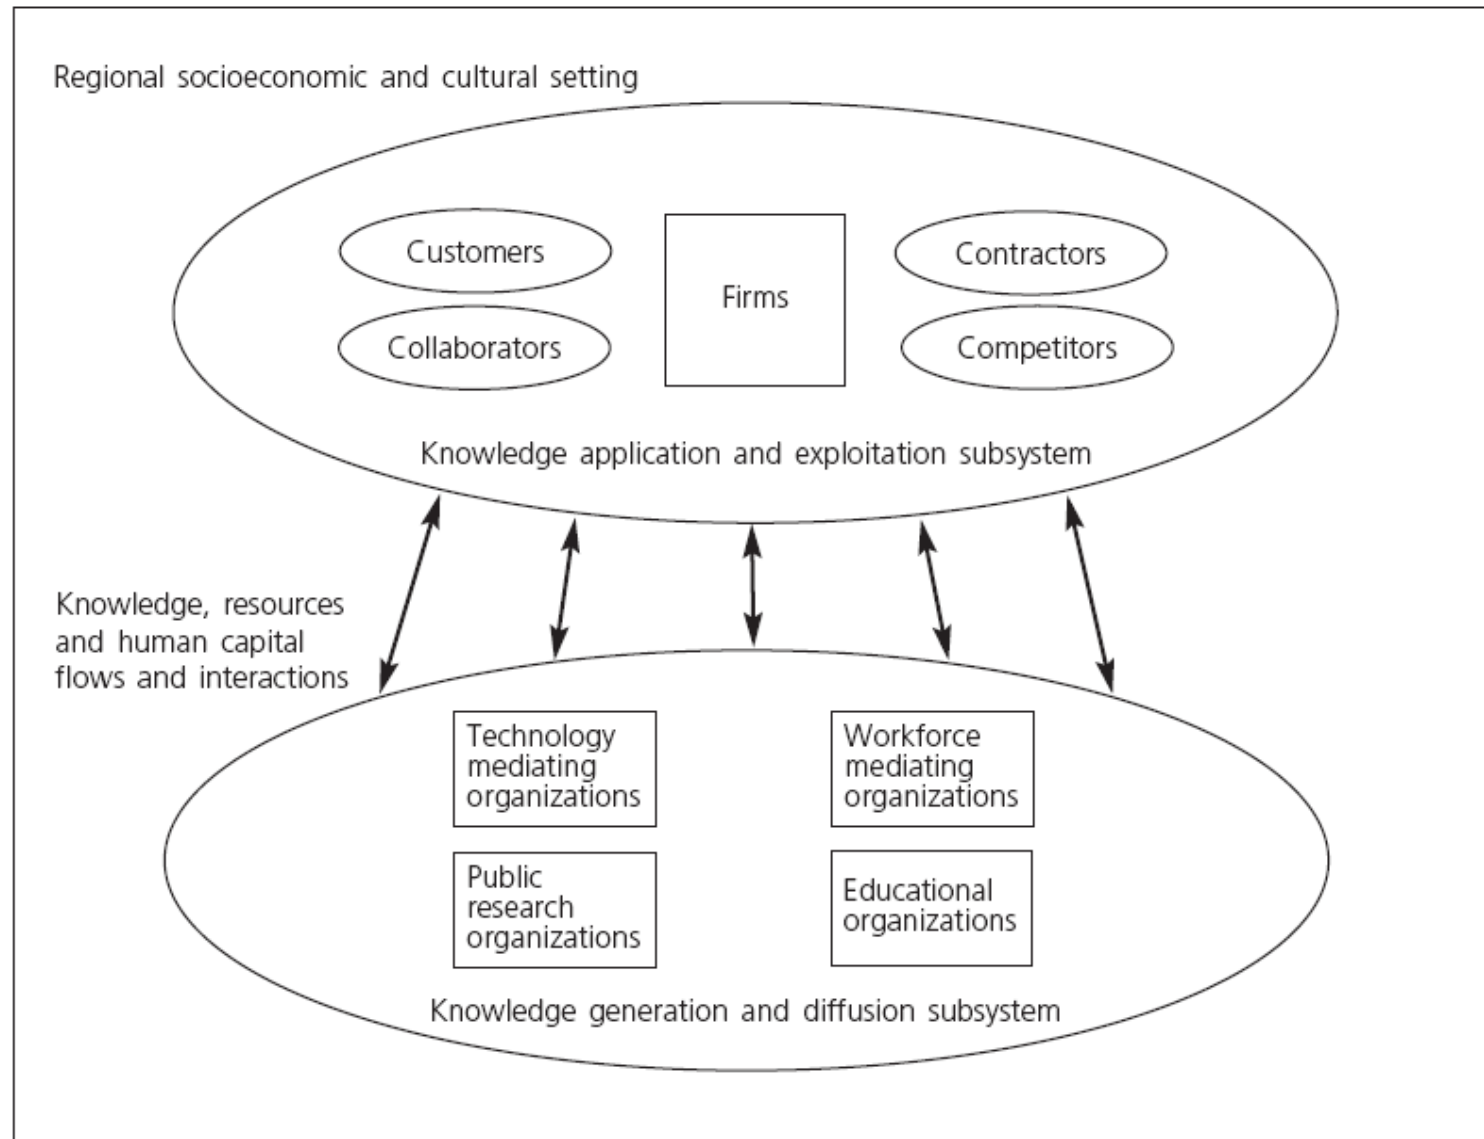 Regional socioeconomic and cultural setting
Customers
Firms
Contractors
Collaborators
Competitors
Knowledge application and exploitation subsystem
Knowledge, resources
and human capital
flows and interactions
Technology
mediating
organizations
Workforce
mediating
organizations
Public
research
organizations
Educational
organizations
Knowledge generation and diffusion subsystem